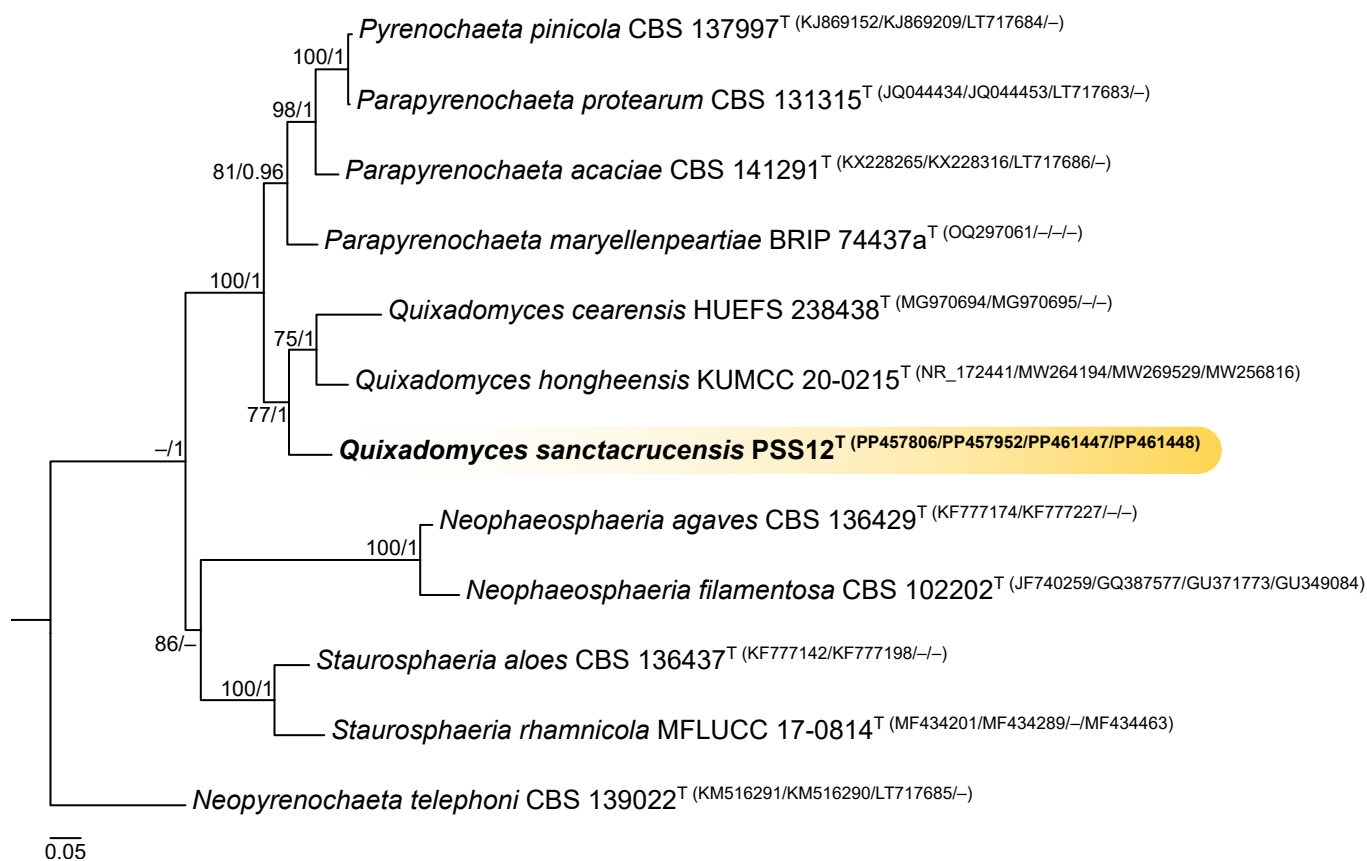 Pyrenochaeta pinicola CBS 137997T (KJ869152/KJ869209/LT717684/–)
100/1
Parapyrenochaeta protearum CBS 131315T (JQ044434/JQ044453/LT717683/–)
98/1
Parapyrenochaeta acaciae CBS 141291T (KX228265/KX228316/LT717686/–)
81/0.96
Parapyrenochaeta maryellenpeartiae BRIP 74437aT (OQ297061/–/–/–)
100/1
Quixadomyces cearensis HUEFS 238438T (MG970694/MG970695/–/–)
75/1
Quixadomyces hongheensis KUMCC 20-0215T (NR_172441/MW264194/MW269529/MW256816)
77/1
Quixadomyces sanctacrucensis PSS12T (PP457806/PP457952/PP461447/PP461448)
–/1
Neophaeosphaeria agaves CBS 136429T (KF777174/KF777227/–/–)
100/1
Neophaeosphaeria filamentosa CBS 102202T (JF740259/GQ387577/GU371773/GU349084)
86/–
Staurosphaeria aloes CBS 136437T (KF777142/KF777198/–/–)
100/1
Staurosphaeria rhamnicola MFLUCC 17-0814T (MF434201/MF434289/–/MF434463)
Neopyrenochaeta telephoni CBS 139022T (KM516291/KM516290/LT717685/–)
0.05